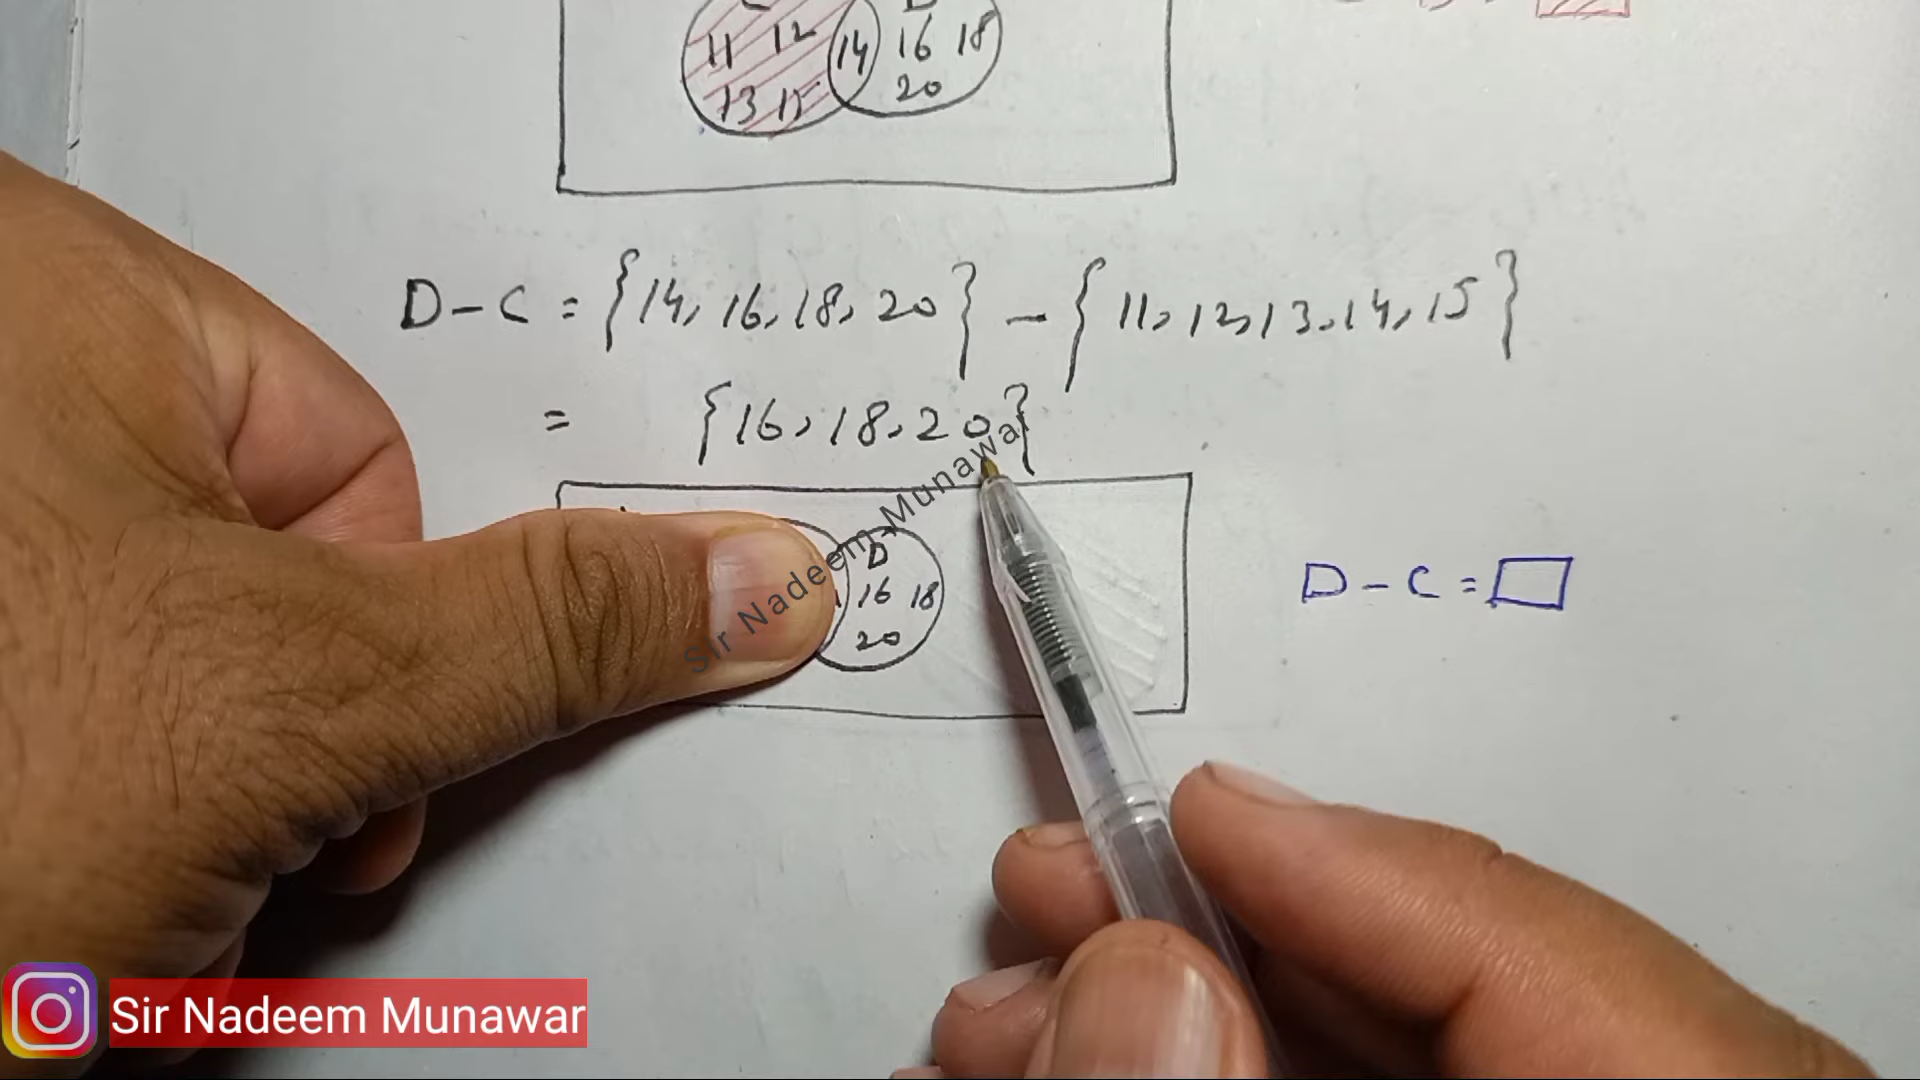 11 12 14 16 18
13 15 20
D - C = {14, 16, 18, 20} - {11, 12, 13, 14, 15}
= {16, 18, 20}
Sir Nadeem Munawar
D
16 18
20
D - C =
Sir Nadeem Munawar